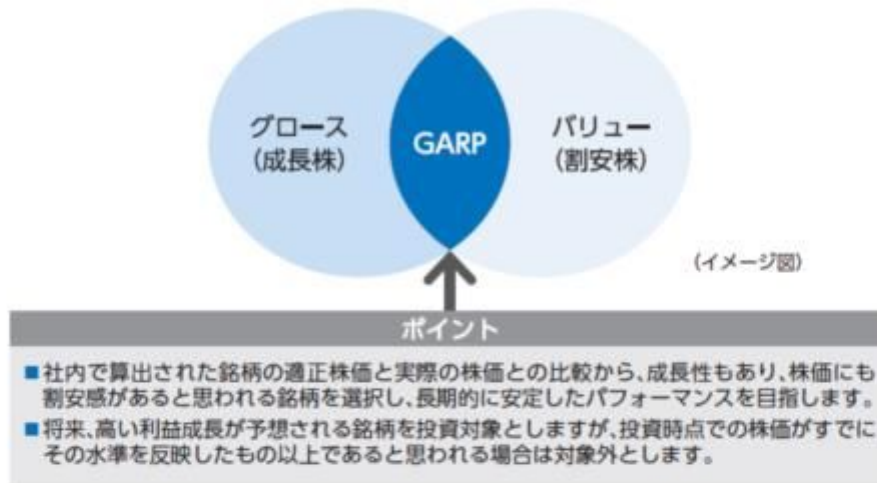 グロース
(成長株)
GARP
バリュー
(割安株)
(イメージ図)
ポイント
■社内で算出された銘柄の適正株価と実際の株価との比較から、成長性もあり、株価にも
割安感があると思われる銘柄を選択し、長期的に安定したパフォーマンスを目指します。
■将来、高い利益成長が予想される銘柄を投資対象としますが、投資時点での株価がすでに
その水準を反映したもの以上であると思われる場合は対象外とします。